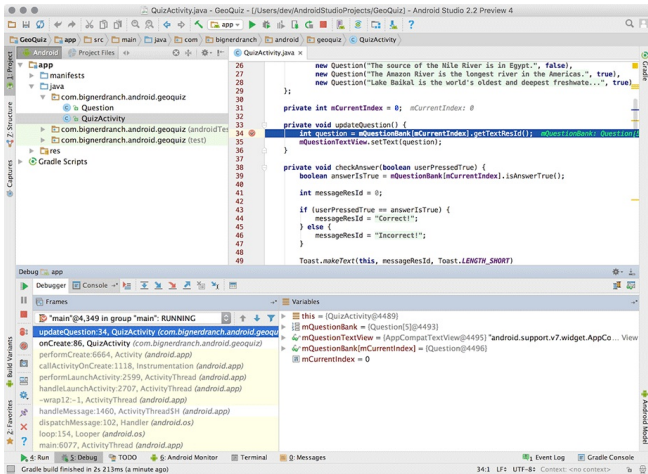 QuizActivity.java - GeoQuiz - [/Users/dev/AndroidStudioProjects/GeoQuiz] - Android Studio 2.2 Preview 4
app
GeoQuiz app src main java com bignerdranch android geoquiz QuizActivity
Android Project Files
QuizActivity.java
1: Project
Z: Structure
Captures
Build Variants
2: Favorites
Gradle
Android Model
app
manifests
java
com.bignerdranch.android.geoquiz
Question
QuizActivity
com.bignerdranch.android.geoquiz (androidTes
com.bignerdranch.android.geoquiz (test)
res
Gradle Scripts
26 new Question("The source of the Nile River is in Egypt.", false),
27 new Question("The Amazon River is the longest river in the Americas.", true),
28 new Question("Lake Baikal is the world's oldest and deepest freshwate...", true)
29 };
30
31 private int mCurrentIndex = 0; mCurrentIndex: 0
32
33 private void updateQuestion() {
34 int question = mQuestionBank[mCurrentIndex].getTextResId(); mQuestionBank: Question[5
35 mQuestionTextView.setText(question);
36 }
37
38 private void checkAnswer(boolean userPressedTrue) {
39 boolean answerIsTrue = mQuestionBank[mCurrentIndex].isAnswerTrue();
40
41 int messageResId = 0;
42
43 if (userPressedTrue == answerIsTrue) {
44 messageResId = "Correct!";
45 } else {
46 messageResId = "Incorrect!";
47 }
48
49 Toast.makeText(this, messageResId, Toast.LENGTH_SHORT)
Debug app
Debugger Console
Frames
Variables
"main"@4,349 in group "main": RUNNING
updateQuestion:34, QuizActivity (com.bignerdranch.android.geoqu
onCreate:86, QuizActivity (com.bignerdranch.android.geoquiz)
performCreate:6664, Activity (android.app)
callActivityOnCreate:1118, Instrumentation (android.app)
performLaunchActivity:2599, ActivityThread (android.app)
handleLaunchActivity:2707, ActivityThread (android.app)
-wrap12:-1, ActivityThread (android.app)
handleMessage:1460, ActivityThread$H (android.app)
dispatchMessage:102, Handler (android.os)
loop:154, Looper (android.os)
main:6077, ActivityThread (android.app)
this = {QuizActivity@4489}
mQuestionBank = {Question[5]@4493}
mQuestionTextView = {AppCompatTextView@4495} "android.support.v7.widget.AppCo... View
mQuestionBank[mCurrentIndex] = {Question@4496}
mCurrentIndex = 0
4: Run 5: Debug TODO 6: Android Monitor Terminal 0: Messages Event Log Gradle Console
Gradle build finished in 2s 213ms (a minute ago) 34:1 LF÷ UTF-8÷ Context: <no context>